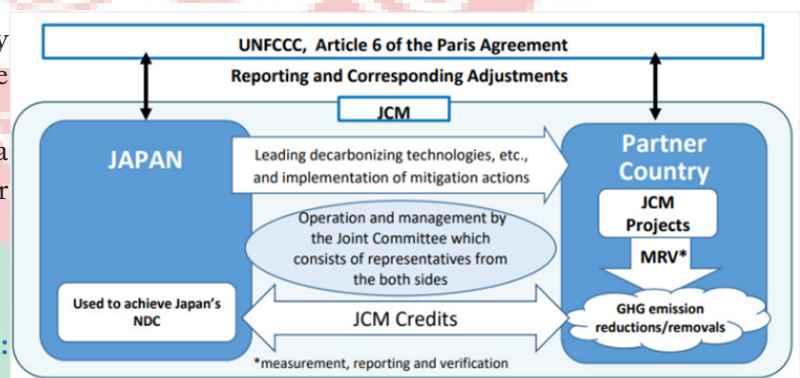 UNFCCC, Article 6 of the Paris Agreement
Reporting and Corresponding Adjustments
JCM
JAPAN
Leading decarbonizing technologies, etc.,
and implementation of mitigation actions
Partner
Country
JCM
Projects
MRV*
Operation and management by
the Joint Committee which
consists of representatives from
the both sides
Used to achieve Japan's
NDC
JCM Credits
GHG emission
reductions/removals
*measurement, reporting and verification
y
e
a
r
: